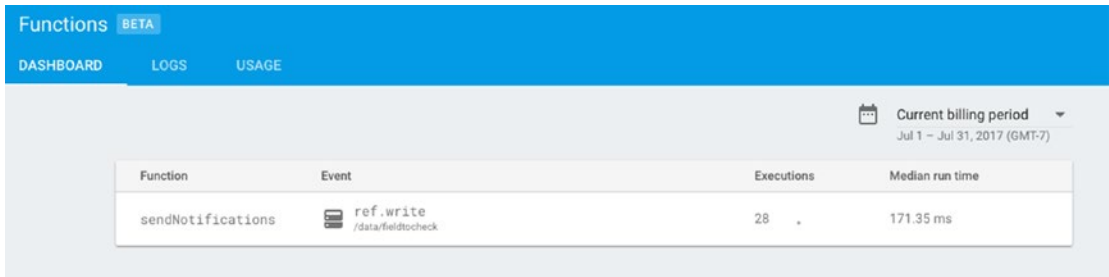 Functions BETA
DASHBOARD LOGS USAGE
Current billing period
Jul 1 – Jul 31, 2017 (GMT-7)
Function Event Executions Median run time
sendNotifications ref.write 28 171.35 ms
/data/fieldtocheck